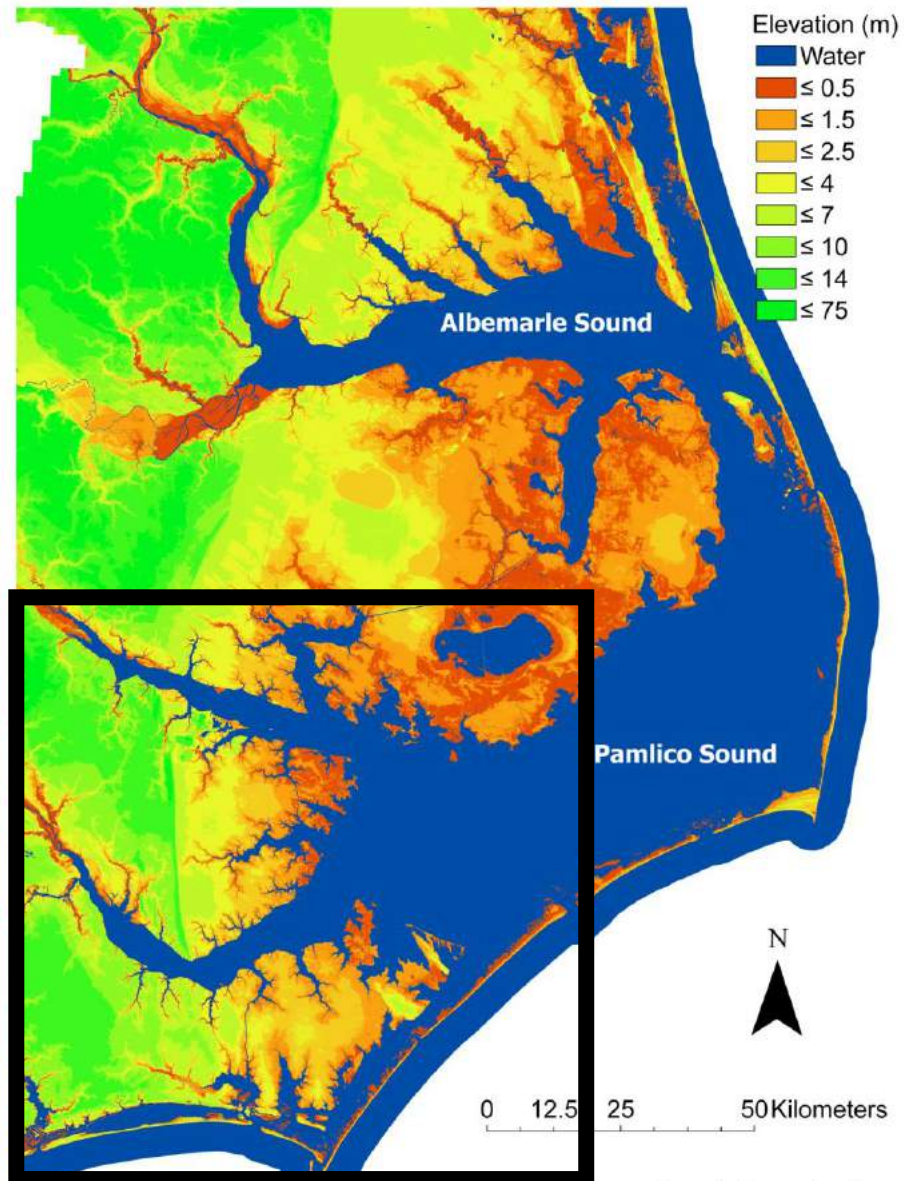 Elevation (m)
Water
≤ 0.5
≤ 1.5
≤ 2.5
≤ 4
≤ 7
≤ 10
≤ 14
≤ 75
Albemarle Sound
Pamlico Sound
N
0 12.5 25 50 Kilometers